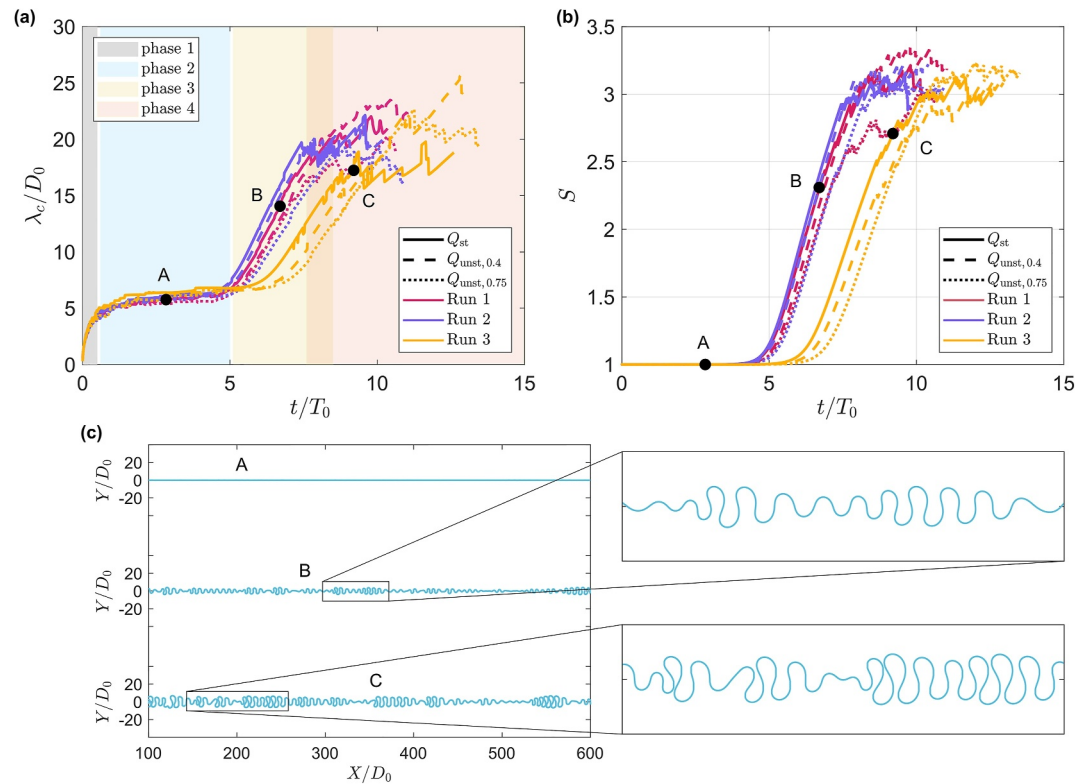 (a)
30
25
20
15
10
5
0
λc/D0
phase 1
phase 2
phase 3
phase 4
A
B
C
Qst
Qunst,0.4
Qunst,0.75
Run 1
Run 2
Run 3
0 5 10 15
t/T0
(b)
3.5
3
2.5
2
1.5
1
S
A
B
C
Qst
Qunst,0.4
Qunst,0.75
Run 1
Run 2
Run 3
0 5 10 15
t/T0
(c)
Y/D0
20
0
-20
A
Y/D0
20
0
-20
B
Y/D0
20
0
-20
C
100 200 300 400 500 600
X/D0